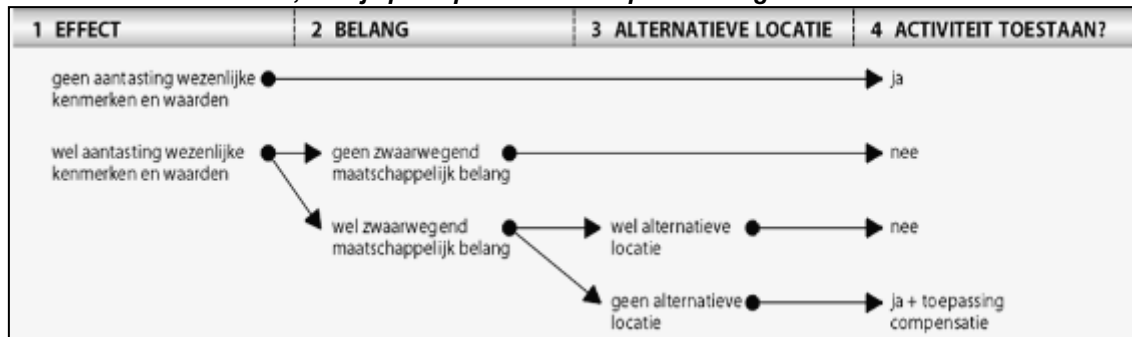 1 EFFECT
2 BELANG
3 ALTERNATIEVE LOCATIE
4 ACTIVITEIT TOESTAAN?
geen aantasting wezenlijke
kenmerken en waarden
ja
wel aantasting wezenlijke
kenmerken en waarden
geen zwaarwegend
maatschappelijk belang
nee
wel zwaarwegend
maatschappelijk belang
wel alternatieve
locatie
nee
geen alternatieve
locatie
ja + toepassing
compensatie